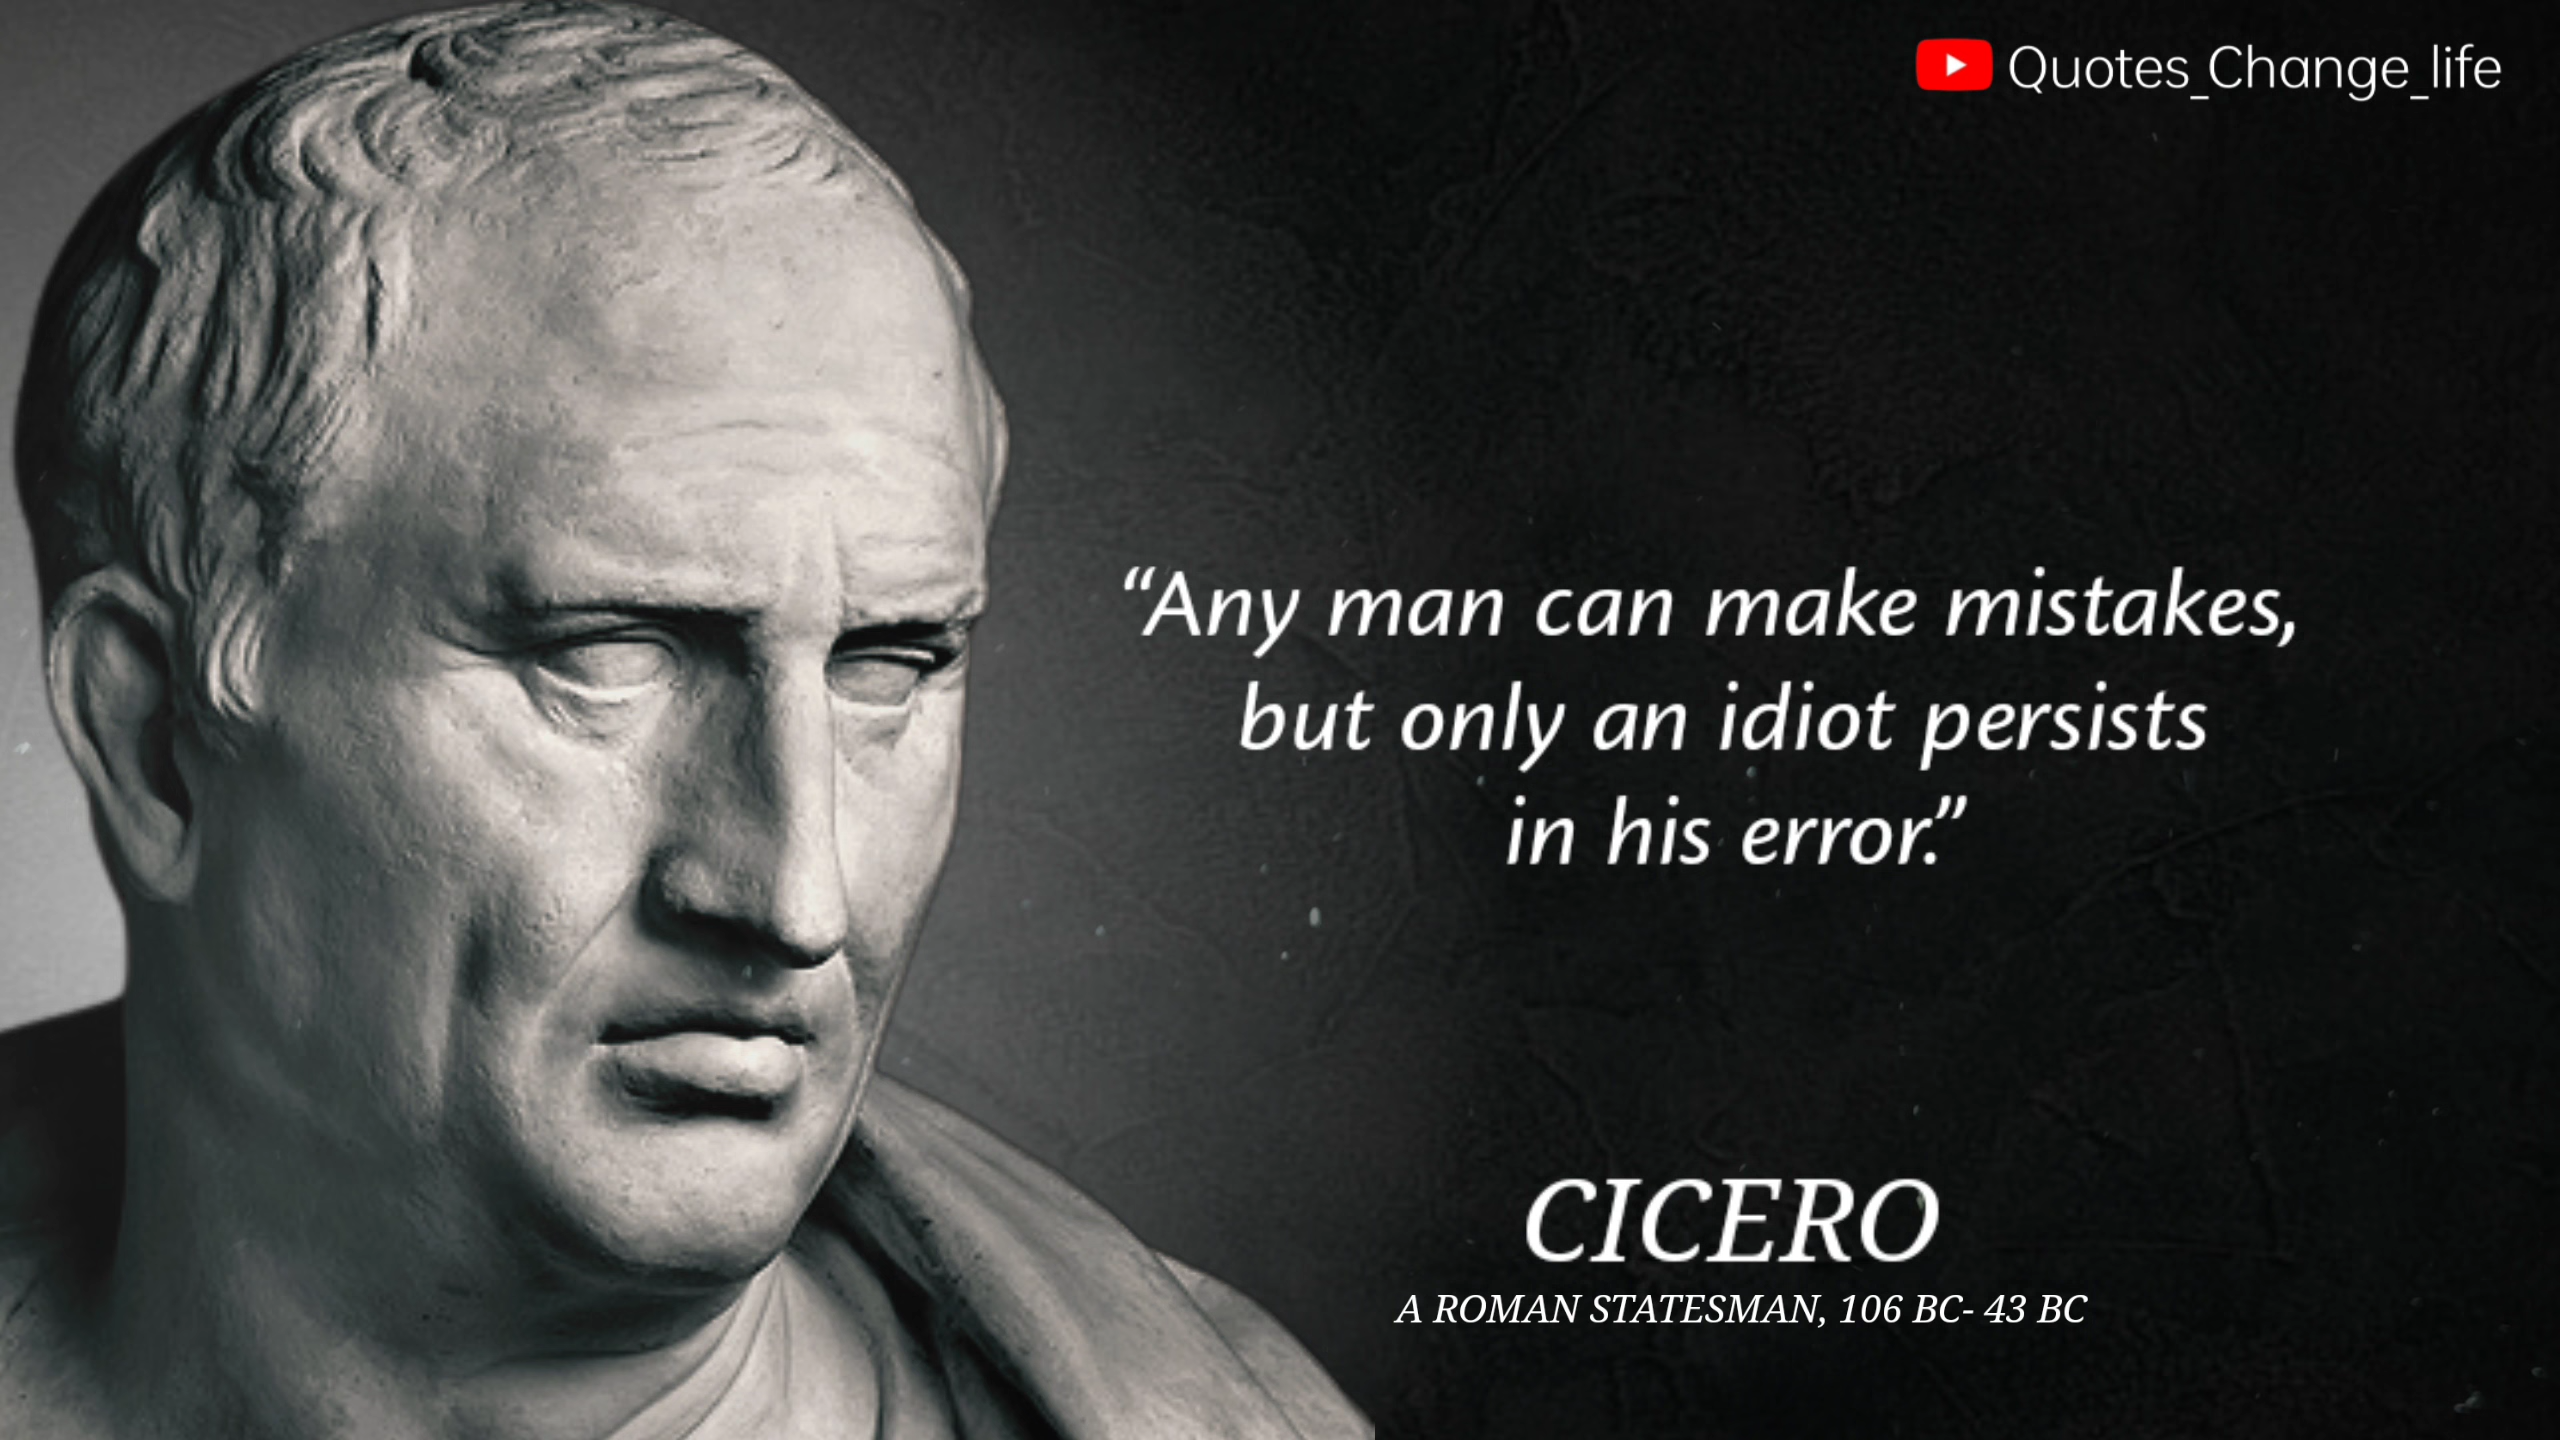 Quotes_Change_life
“Any man can make mistakes,
but only an idiot persists
in his error.”
CICERO
A ROMAN STATESMAN, 106 BC- 43 BC